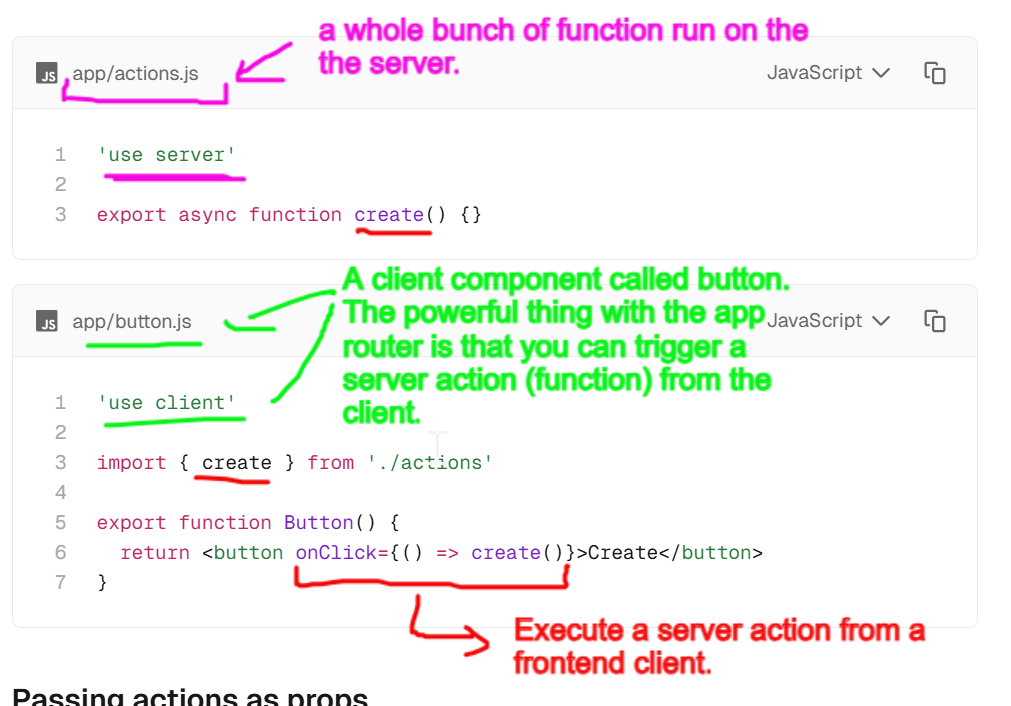 a whole bunch of function run on the
the server.
JS app/actions.js
JavaScript
1 'use server'
2
3 export async function create() {}
A client component called button.
The powerful thing with the app
router is that you can trigger a
server action (function) from the
client.
JS app/button.js
JavaScript
1 'use client'
2
3 import { create } from './actions'
4
5 export function Button() {
6 return <button onClick={() => create()}>Create</button>
7 }
Execute a server action from a
frontend client.
Passing actions as props